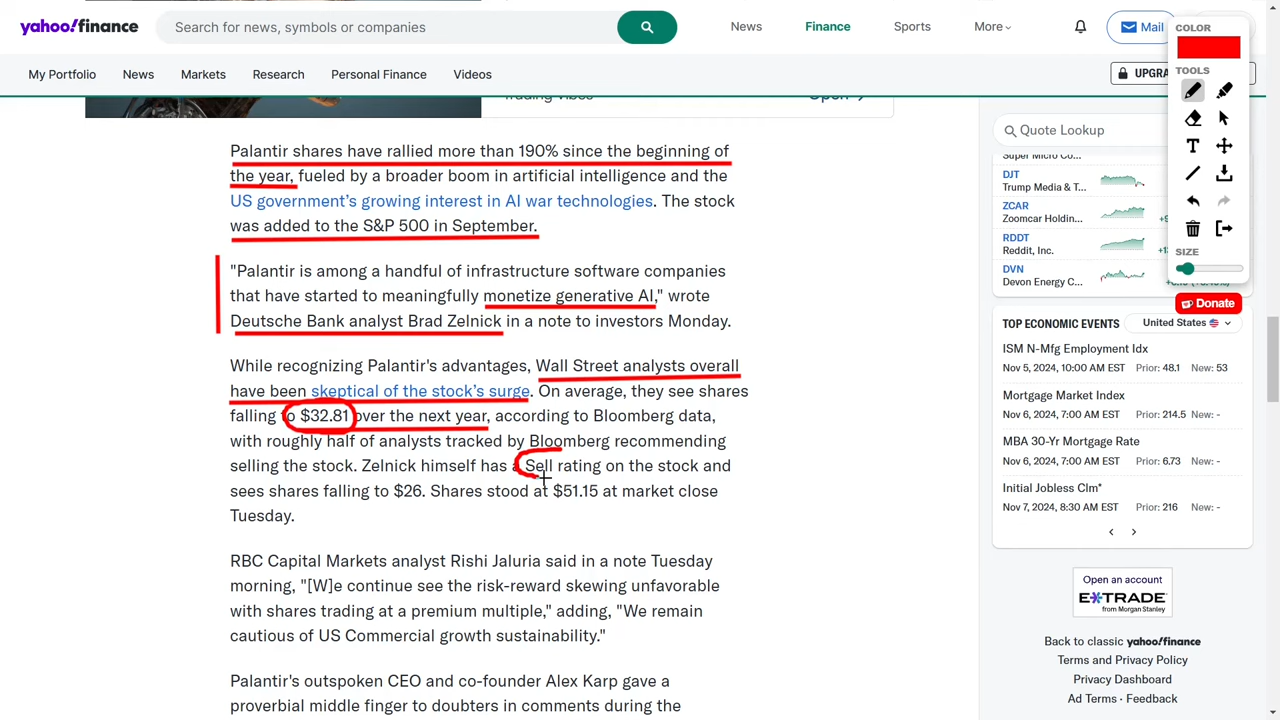 yahoo!finance
Search for news, symbols or companies
News
Finance
Sports
More
Mail
COLOR
My Portfolio
News
Markets
Research
Personal Finance
Videos
UPGRA
TOOLS
SIZE
Donate
Palantir shares have rallied more than 190% since the beginning of
the year, fueled by a broader boom in artificial intelligence and the
US government's growing interest in AI war technologies. The stock
was added to the S&P 500 in September.
"Palantir is among a handful of infrastructure software companies
that have started to meaningfully monetize generative AI," wrote
Deutsche Bank analyst Brad Zelnick in a note to investors Monday.
While recognizing Palantir's advantages, Wall Street analysts overall
have been skeptical of the stock's surge. On average, they see shares
falling to $32.81 over the next year, according to Bloomberg data,
with roughly half of analysts tracked by Bloomberg recommending
selling the stock. Zelnick himself has a Sell rating on the stock and
sees shares falling to $26. Shares stood at $51.15 at market close
Tuesday.
RBC Capital Markets analyst Rishi Jaluria said in a note Tuesday
morning, "[W]e continue see the risk-reward skewing unfavorable
with shares trading at a premium multiple," adding, "We remain
cautious of US Commercial growth sustainability."
Palantir's outspoken CEO and co-founder Alex Karp gave a
proverbial middle finger to doubters in comments during the
Quote Lookup
Super Micro Co...
DJT
Trump Media & T...
ZCAR
Zoomcar Holdin...
RDDT
Reddit, Inc.
DVN
Devon Energy C...
TOP ECONOMIC EVENTS
United States
ISM N-Mfg Employment Idx
Nov 5, 2024, 10:00 AM EST Prior: 48.1 New: 53
Mortgage Market Index
Nov 6, 2024, 7:00 AM EST Prior: 214.5 New: -
MBA 30-Yr Mortgage Rate
Nov 6, 2024, 7:00 AM EST Prior: 6.73 New: -
Initial Jobless Clm*
Nov 7, 2024, 8:30 AM EST Prior: 216 New: -
Open an account
E*TRADE
from Morgan Stanley
Back to classic yahoo!finance
Terms and Privacy Policy
Privacy Dashboard
Ad Terms · Feedback